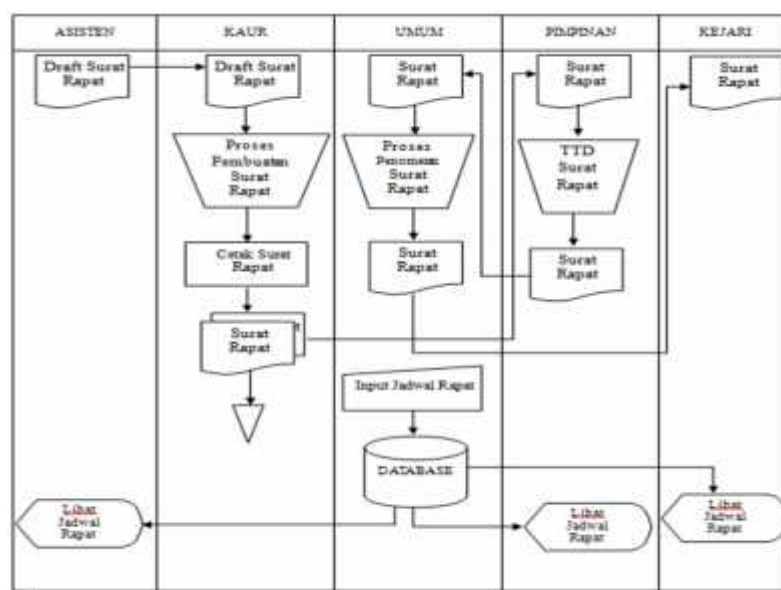 ASISTEN
KAUR
UMUM
PIMPINAN
KEJARI
Draft Surat
Rapat
Draft Surat
Rapat
Surat
Rapat
Surat
Rapat
Surat
Rapat
Proses
Pembuatan
Surat
Rapat
Proses
Penomeran
Surat
Rapat
TTD
Surat
Rapat
Cetak Surat
Rapat
Surat
Rapat
Surat
Rapat
Surat
Rapat
Input Jadwal Rapat
DATABASE
Lihat
Jadwal
Rapat
Lihat
Jadwal
Rapat
Lihat
Jadwal
Rapat